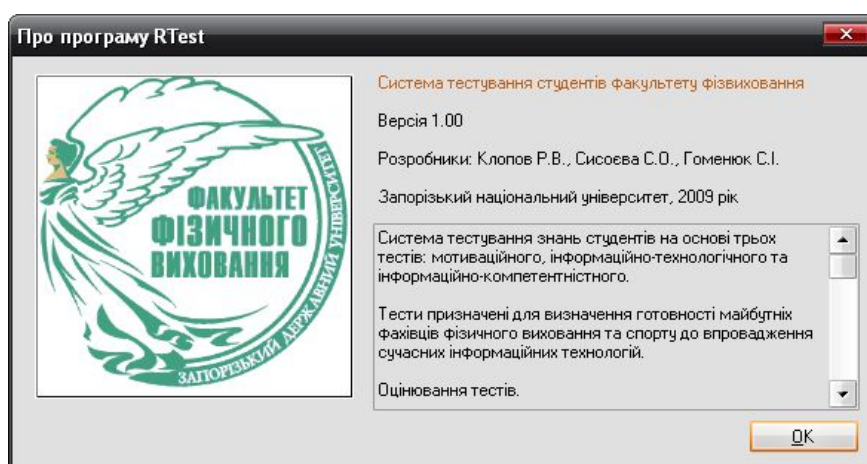 Про програму RTest
ФАКУЛЬТЕТ
ФІЗИЧНОГО
ВИХОВАННЯ
ЗАПОРІЗЬКИЙ ДЕРЖАВНИЙ УНІВЕРСИТЕТ
Система тестування студентів факультету фізвиховання
Версія 1.00
Розробники: Клопов Р.В., Сисоєва С.О., Гоменюк С.І.
Запорізький національний університет, 2009 рік
Система тестування знань студентів на основі трьох
тестів: мотиваційного, інформаційно-технологічного та
інформаційно-компетентністного.
Тести призначені для визначення готовності майбутніх
фахівців фізичного виховання та спорту до впровадження
сучасних інформаційних технологій.
Оцінювання тестів.
OK